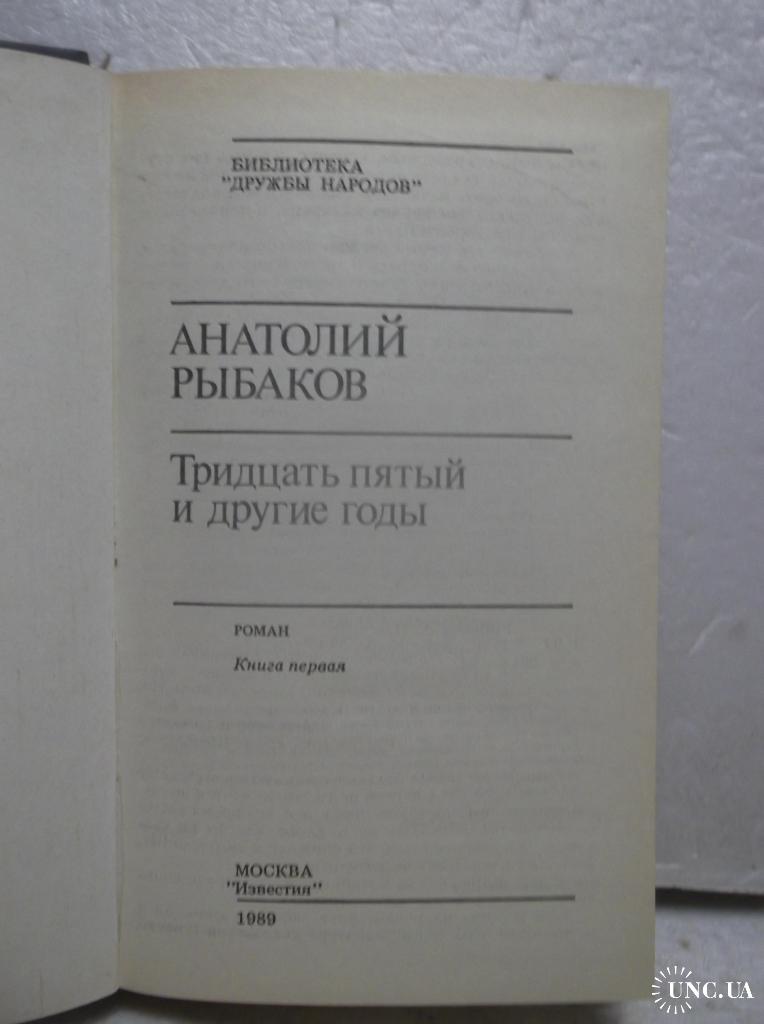 БИБЛИОТЕКА
"ДРУЖБЫ НАРОДОВ"
АНАТОЛИЙ
РЫБАКОВ
Тридцать пятый
и другие годы
РОМАН
Книга первая
МОСКВА
"Известия"
1989
UNC.UA